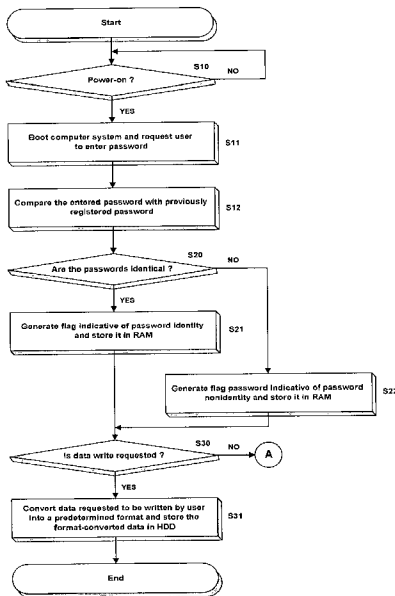 Start
S10
Power-on ?
NO
YES
Boot computer system and request user
to enter password
S11
Compare the entered password with previously
registered password
S12
S20
NO
Are the passwords identical ?
YES
Generate flag indicative of password identity
and store it in RAM
S21
Generate flag password indicative of password
nonidentity and store it in RAM
S22
S30
Is data write requested ?
NO
A
YES
Convert data requested to be written by user
into a predetermined format and store the
format-converted data in HDD
S31
End